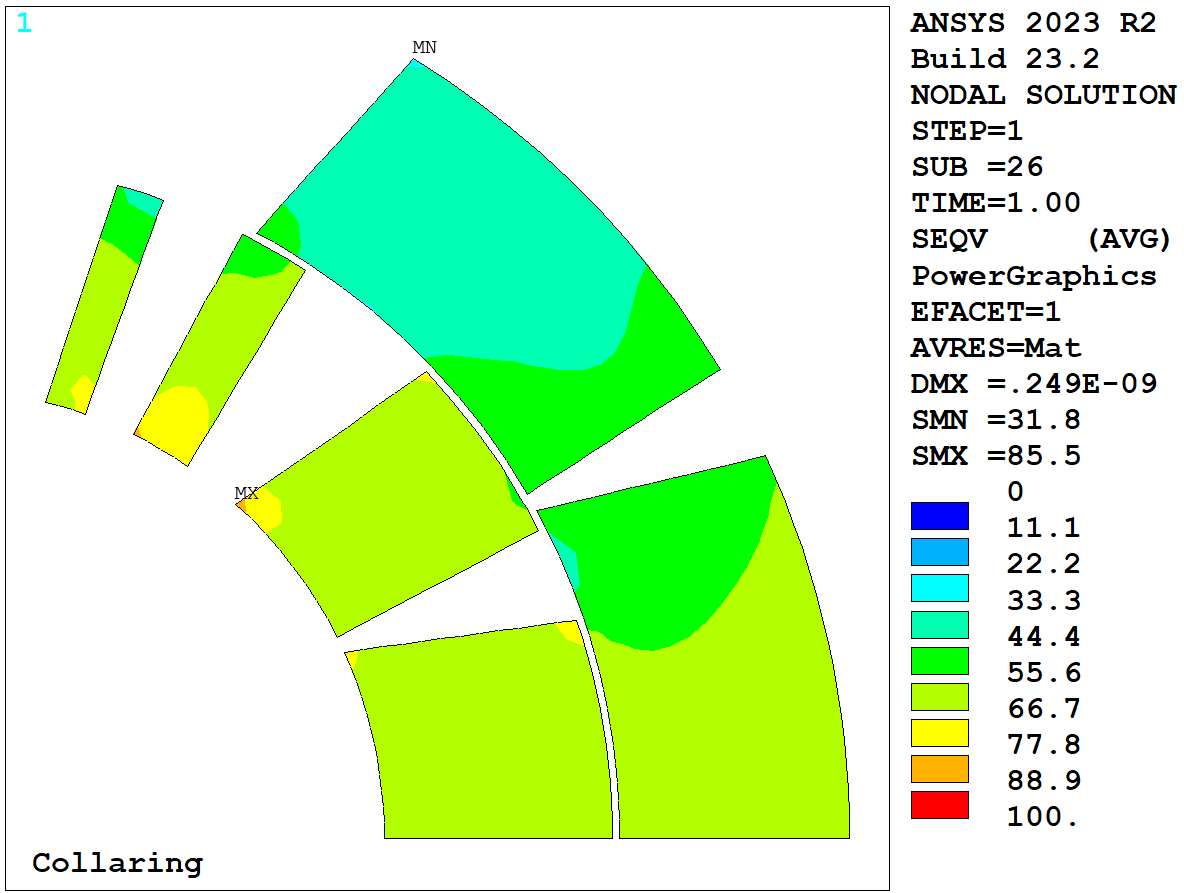 1
MN
MX
Collaring
ANSYS 2023 R2
Build 23.2
NODAL SOLUTION
STEP=1
SUB =26
TIME=1.00
SEQV (AVG)
PowerGraphics
EFACET=1
AVRES=Mat
DMX =.249E-09
SMN =31.8
SMX =85.5
0
11.1
22.2
33.3
44.4
55.6
66.7
77.8
88.9
100.